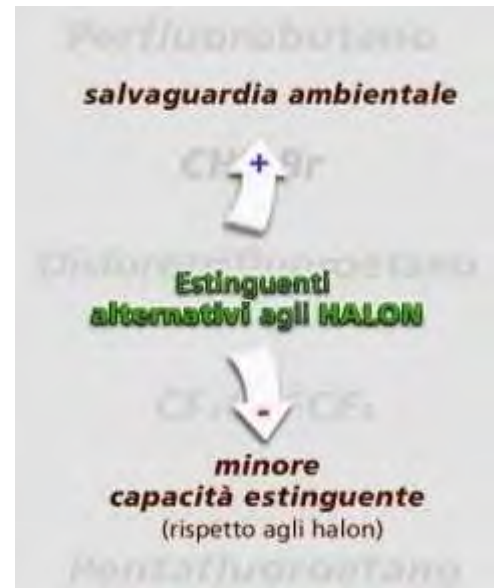 Perfluorobutano
salvaguardia ambientale
+
Estinguenti
alternativi agli HALON
-
minore
capacità estinguente
(rispetto agli halon)
Pentafluoroetano